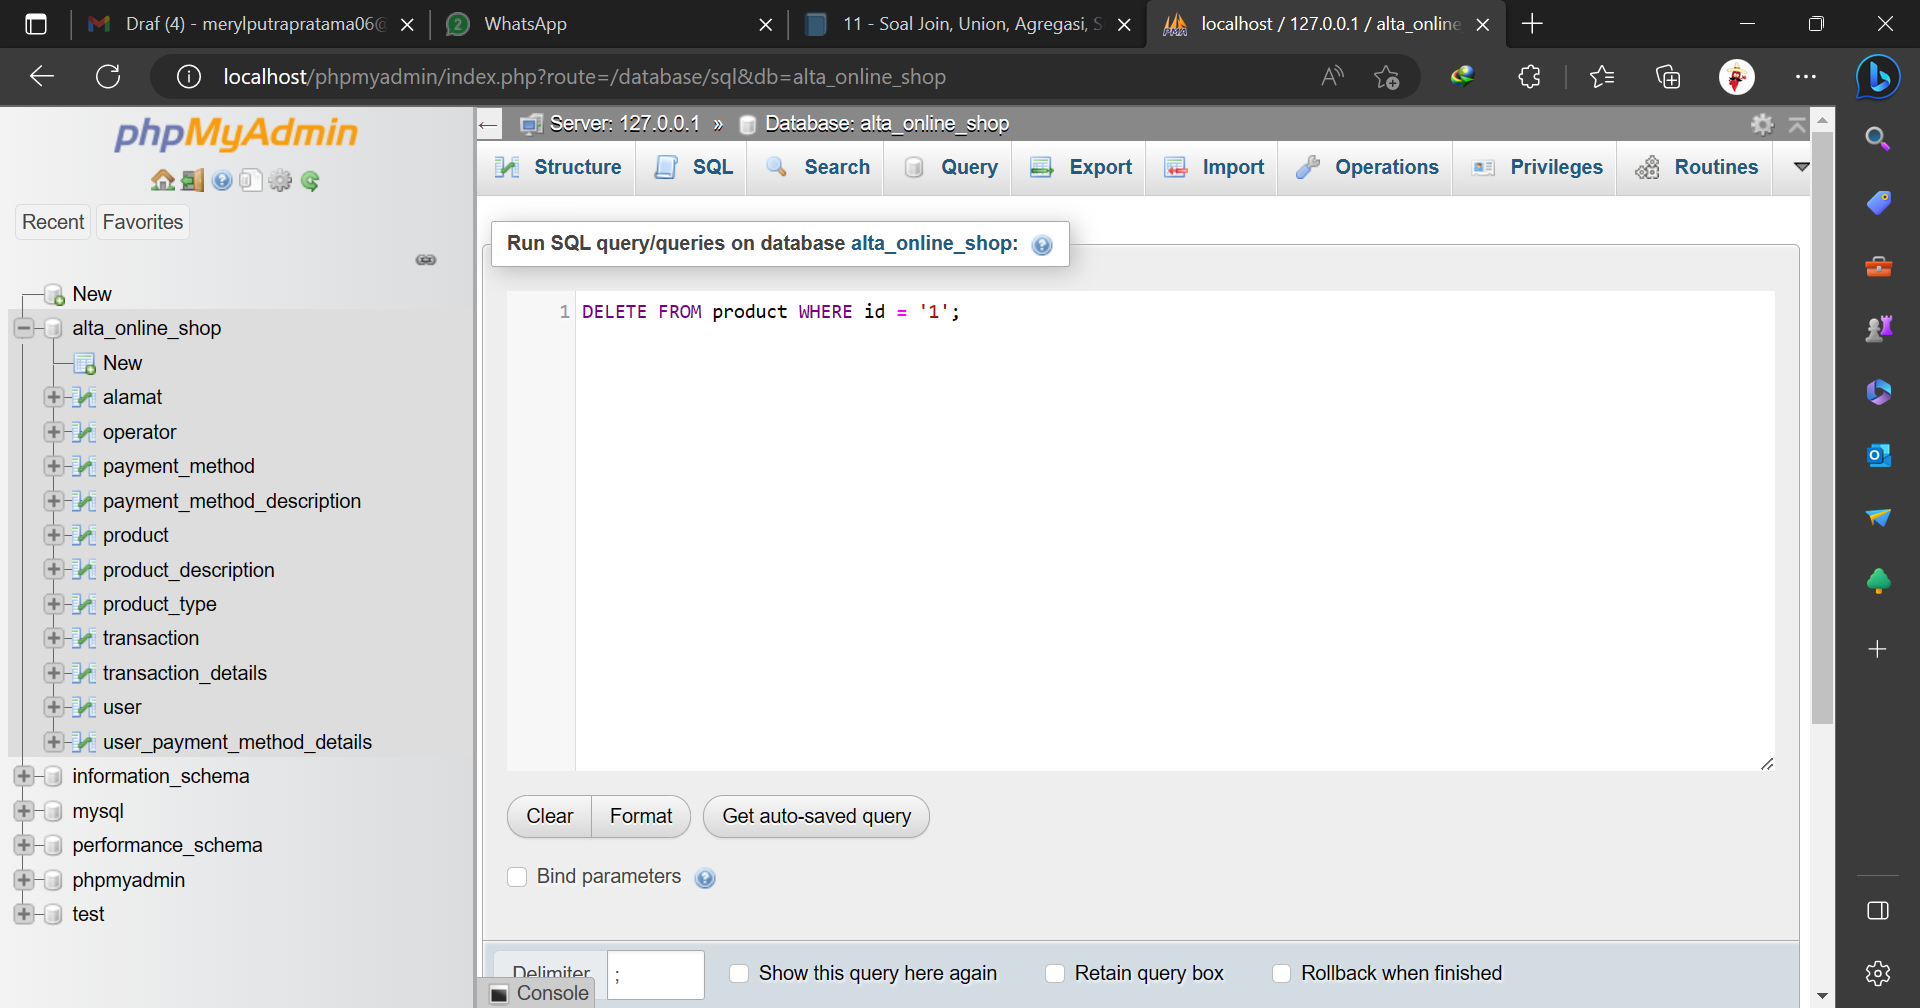 Draf (4) - merylputrapratama06@
2
WhatsApp
11 - Soal Join, Union, Agregasi, S
localhost / 127.0.0.1 / alta_online
localhost/phpmyadmin/index.php?route=/database/sql&db=alta_online_shop
phpMyAdmin
Recent
Favorites
New
alta_online_shop
New
alamat
operator
payment_method
payment_method_description
product
product_description
product_type
transaction
transaction_details
user
user_payment_method_details
information_schema
mysql
performance_schema
phpmyadmin
test
Server: 127.0.0.1 » Database: alta_online_shop
Structure
SQL
Search
Query
Export
Import
Operations
Privileges
Routines
Run SQL query/queries on database alta_online_shop:
1 DELETE FROM product WHERE id = '1';
Clear
Format
Get auto-saved query
Bind parameters
Delimiter
;
Show this query here again
Retain query box
Rollback when finished
Console